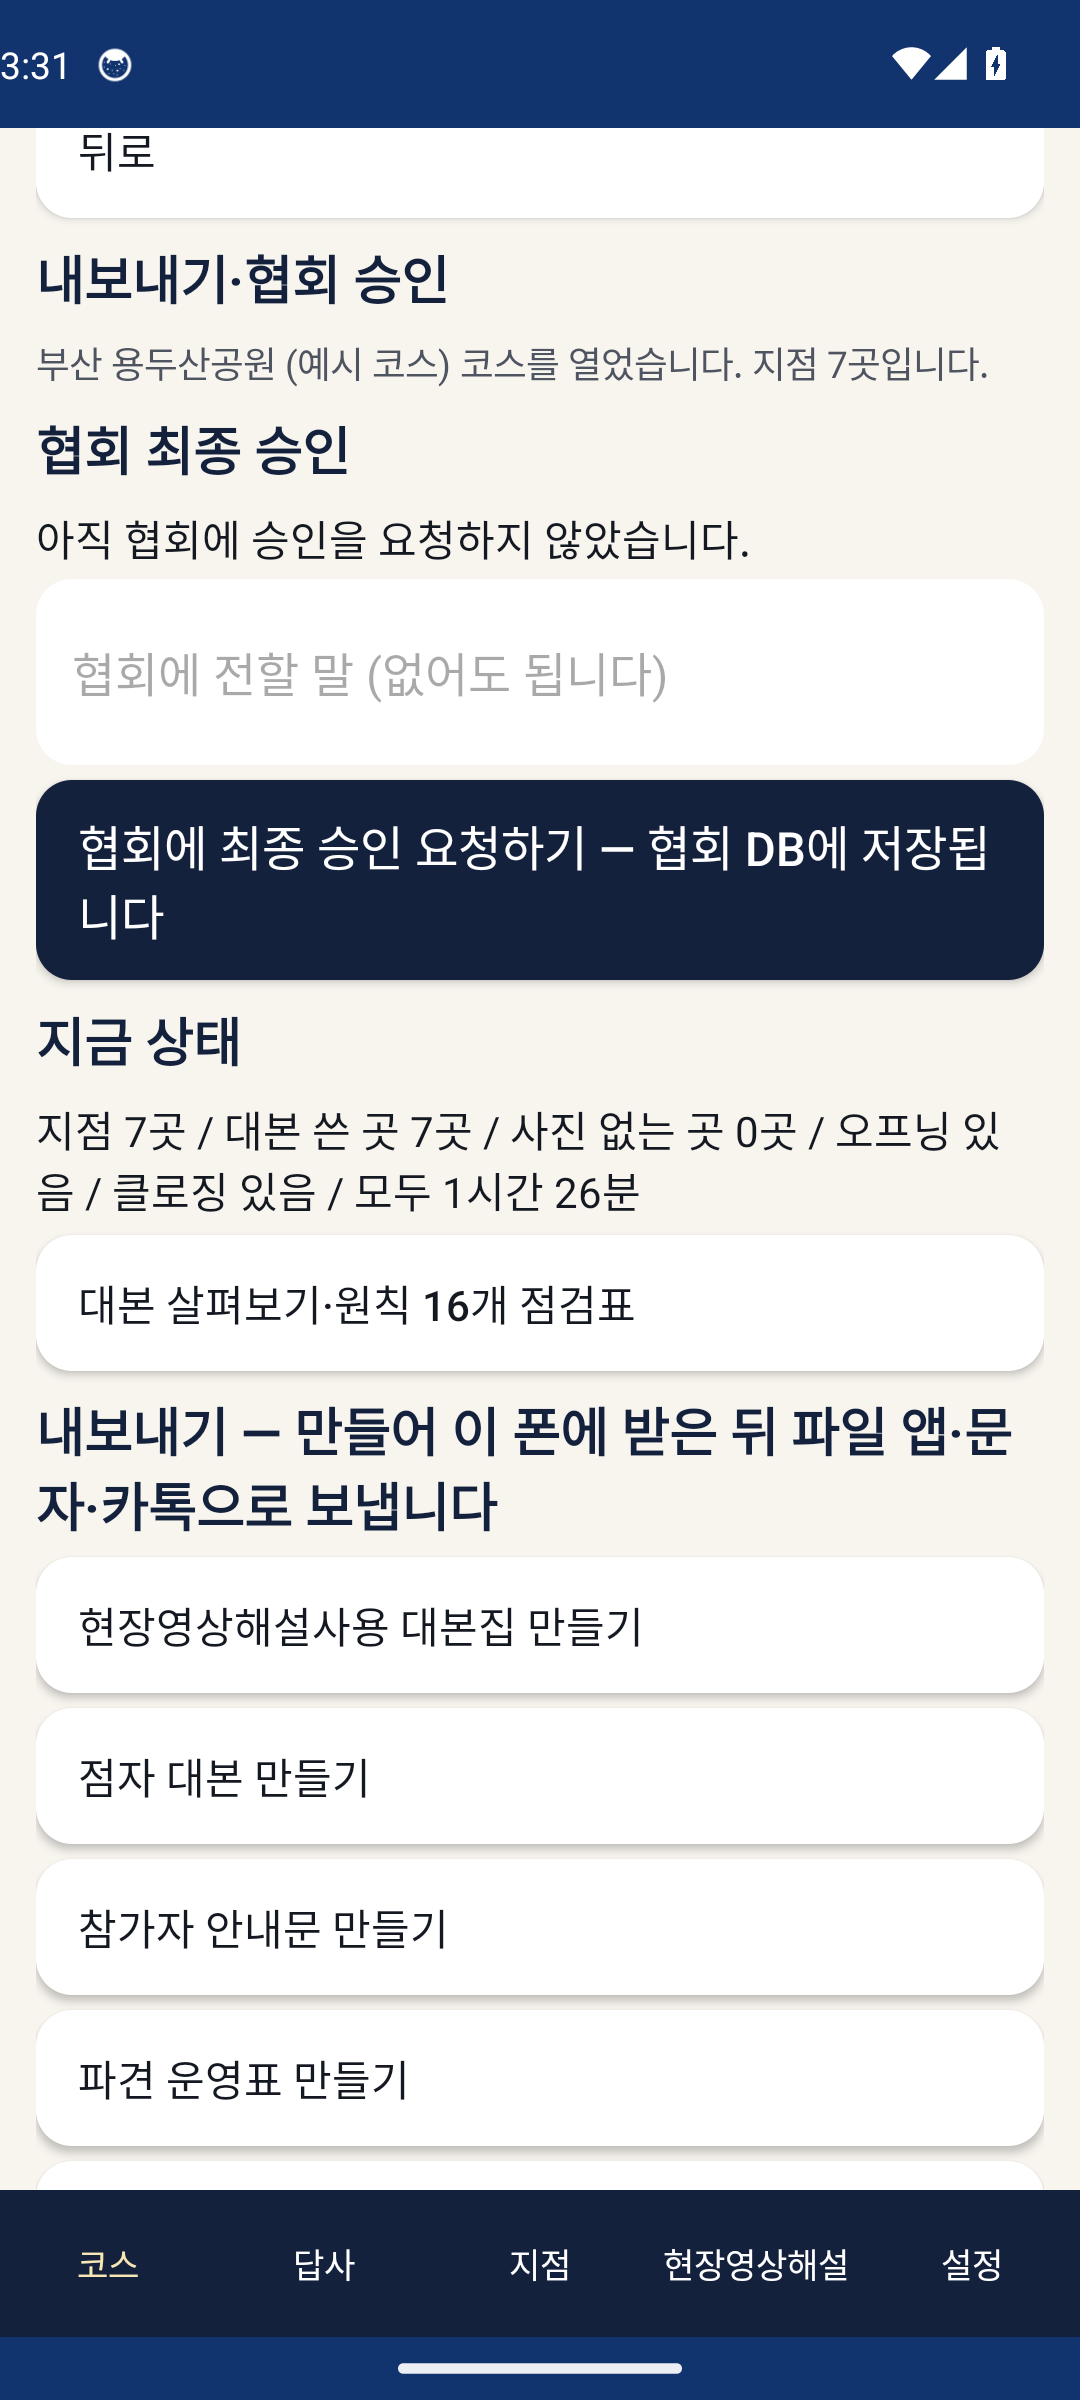 3:31
뒤로
내보내기·협회 승인
부산 용두산공원 (예시 코스) 코스를 열었습니다. 지점 7곳입니다.
협회 최종 승인
아직 협회에 승인을 요청하지 않았습니다.
협회에 전할 말 (없어도 됩니다)
협회에 최종 승인 요청하기 – 협회 DB에 저장됩
니다
지금 상태
지점 7곳 / 대본 쓴 곳 7곳 / 사진 없는 곳 0곳 / 오프닝 있
음 / 클로징 있음 / 모두 1시간 26분
대본 살펴보기·원칙 16개 점검표
내보내기 – 만들어 이 폰에 받은 뒤 파일 앱·문
자·카톡으로 보냅니다
현장영상해설사용 대본집 만들기
점자 대본 만들기
참가자 안내문 만들기
파견 운영표 만들기
코스
답사
지점
현장영상해설
설정